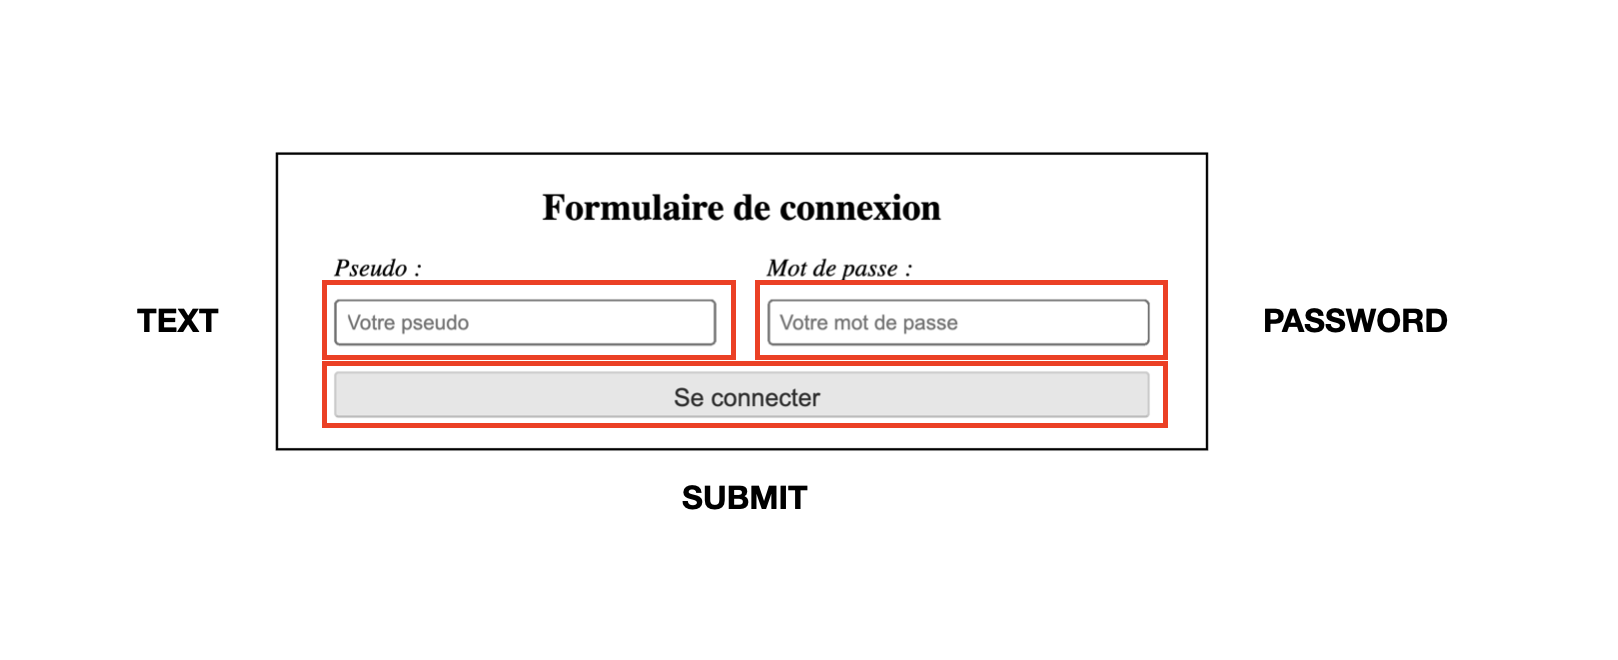 Formulaire de connexion
Pseudo :
Mot de passe :
TEXT
Votre pseudo
Votre mot de passe
PASSWORD
Se connecter
SUBMIT